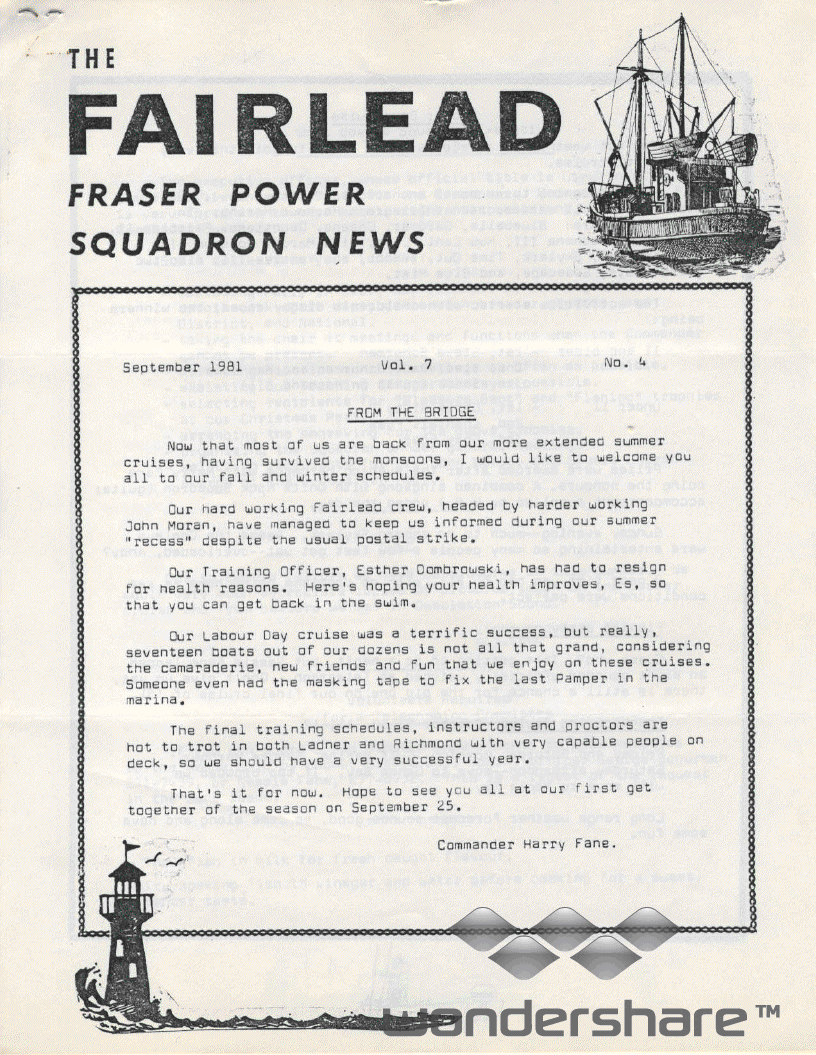 THE
FAIRLEAD
FRASER POWER
SQUADRON NEWS
September 1981 Vol. 7 No. 4
FROM THE BRIDGE
Now that most of us are back from our more extended summer
cruises, having survived the monsoons, I would like to welcome you
all to our fall and winter schedules.
Our hard working Fairlead crew, headed by harder working
John Moran, have managed to keep us informed during our summer
"recess" despite the usual postal strike.
Our Training Officer, Esther Dombrowski, has had to resign
for health reasons. Here's hoping your health improves, Es, so
that you can get back in the swim.
Our Labour Day cruise was a terrific success, but really,
seventeen boats out of our dozens is not all that grand, considering
the camaraderie, new friends and fun that we enjoy on these cruises.
Someone even had the masking tape to fix the last Pamper in the
marina.
The final training schedules, instructors and proctors are
hot to trot in both Ladner and Richmond with very capable people on
deck, so we should have a very successful year.
That's it for now. Hope to see you all at our first get
together of the season on September 25.
Commander Harry Fane.
wondershare™